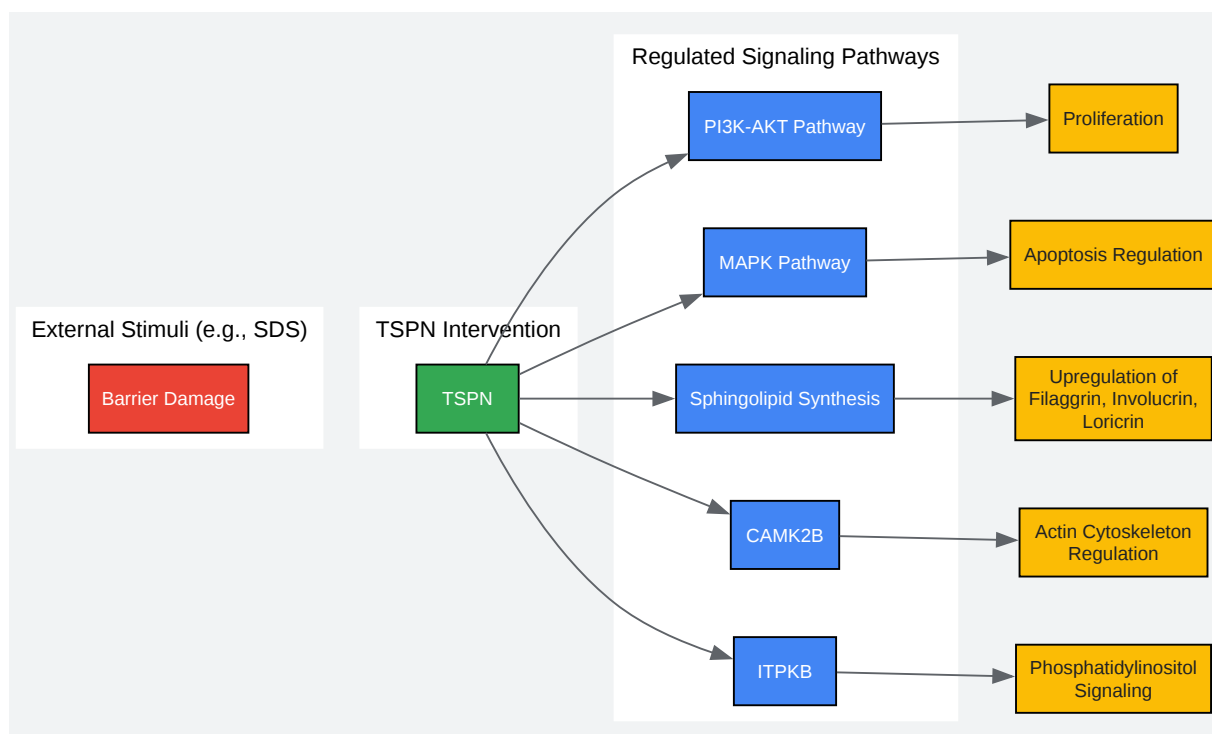 External Stimuli (e.g., SDS)
Barrier Damage
TSPN Intervention
TSPN
Regulated Signaling Pathways
PI3K-AKT Pathway
MAPK Pathway
Sphingolipid Synthesis
CAMK2B
ITPKB
Proliferation
Apoptosis Regulation
Upregulation of
Filaggrin, Involucrin,
Loricrin
Actin Cytoskeleton
Regulation
Phosphatidylinositol
Signaling